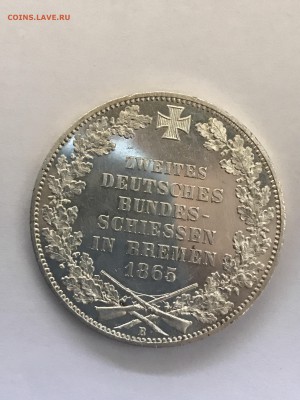 COINS.LAVE.RU
ZWEITES
DEUTSCHES
BUNDES-
SCHIESSEN
IN BREMEN
1865
B